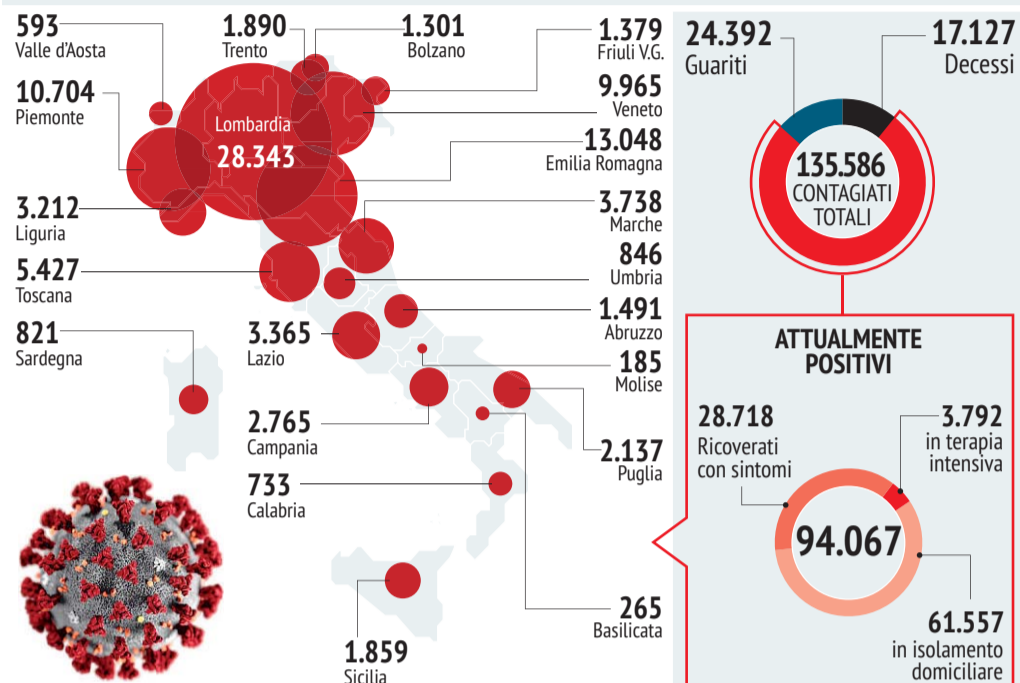 593
Valle d'Aosta
1.890
Trento
1.301
Bolzano
1.379
Friuli V.G.
10.704
Piemonte
9.965
Veneto
Lombardia
28.343
13.048
Emilia Romagna
3.212
Liguria
3.738
Marche
5.427
Toscana
846
Umbria
1.491
Abruzzo
821
Sardegna
3.365
Lazio
185
Molise
2.765
Campania
2.137
Puglia
733
Calabria
265
Basilicata
1.859
Sicilia
24.392
Guariti
17.127
Decessi
135.586
CONTAGIATI
TOTALI
ATTUALMENTE
POSITIVI
28.718
Ricoverati
con sintomi
3.792
in terapia
intensiva
94.067
61.557
in isolamento
domiciliare